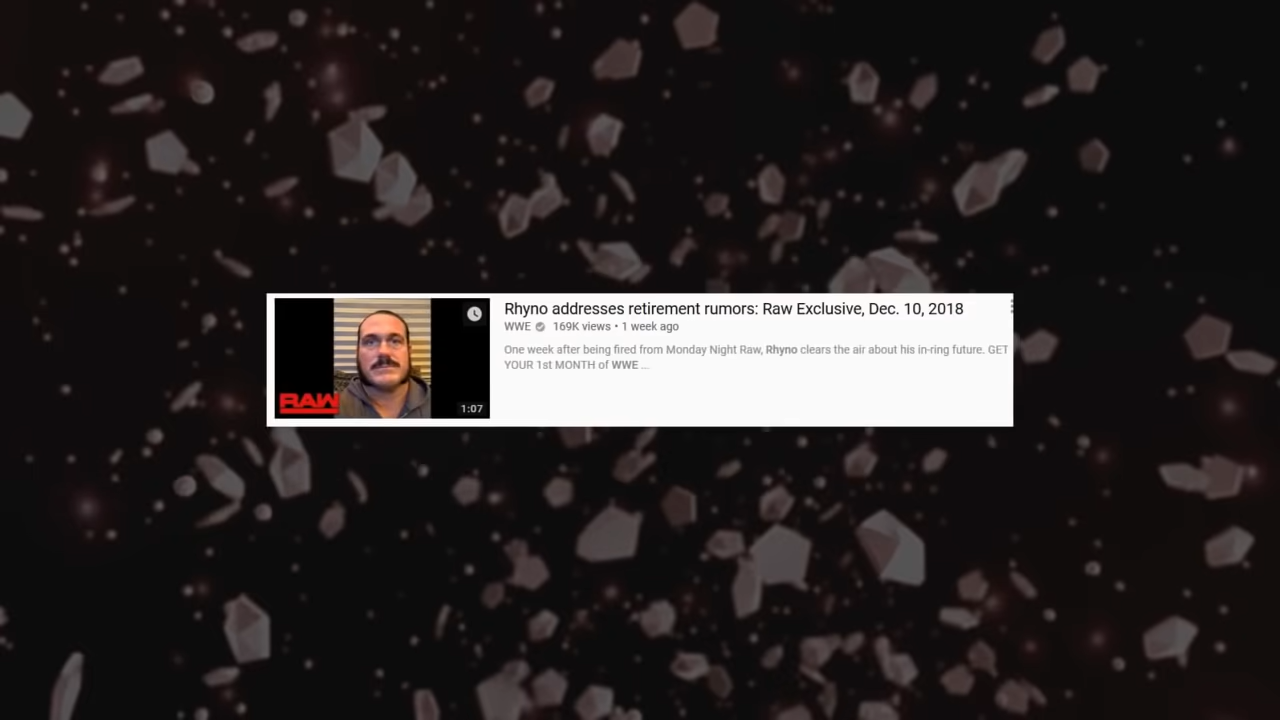 Rhyno addresses retirement rumors: Raw Exclusive, Dec. 10, 2018
WWE 169K views • 1 week ago
One week after being fired from Monday Night Raw, Rhyno clears the air about his in-ring future. GET
YOUR 1st MONTH of WWE ...
RAW
1:07